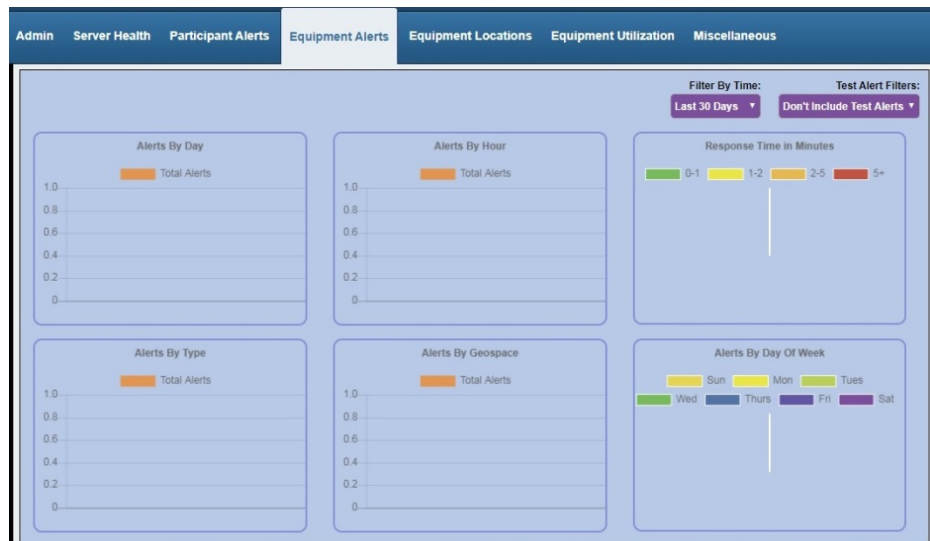 Admin Server Health Participant Alerts Equipment Alerts Equipment Locations Equipment Utilization Miscellaneous
Filter By Time: Test Alert Filters:
Last 30 Days Don't Include Test Alerts
Alerts By Day
Total Alerts
1.0
0.8
0.6
0.4
0.2
0
Alerts By Hour
Total Alerts
1.0
0.8
0.6
0.4
0.2
0
Response Time in Minutes
0-1 1-2 2-5 5+
Alerts By Type
Total Alerts
1.0
0.8
0.6
0.4
0.2
0
Alerts By Geospace
Total Alerts
1.0
0.8
0.6
0.4
0.2
0
Alerts By Day Of Week
Sun Mon Tues
Wed Thurs Fri Sat